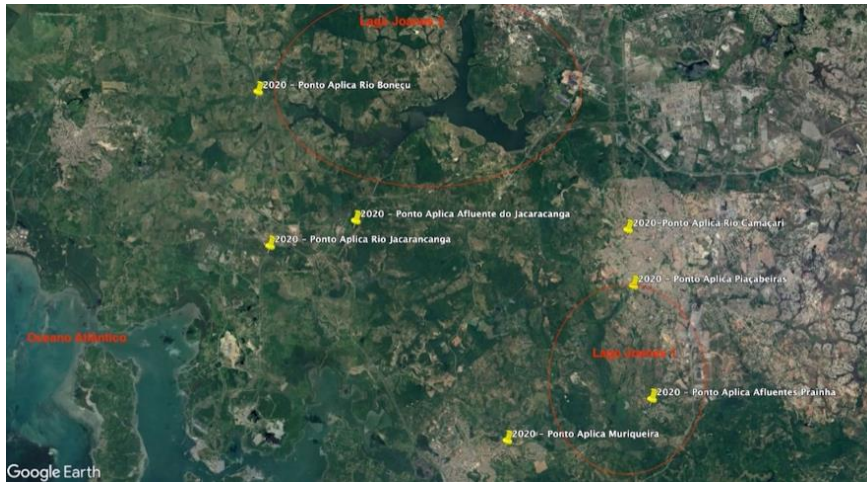 Lago Joanes 2
2020 - Ponto Aplica Rio Boneçu
2020 - Ponto Aplica Afluente do Jacaracanga
2020-Ponto Aplica Rio Camaçari
2020 - Ponto Aplica Rio Jacarancanga
2020 - Ponto Aplica Piaçabeiras
Oceano Atlântico
Lago Joanes 1
2020 - Ponto Aplica Afluentes Prainha
2020 - Ponto Aplica Muriqueira
Google Earth